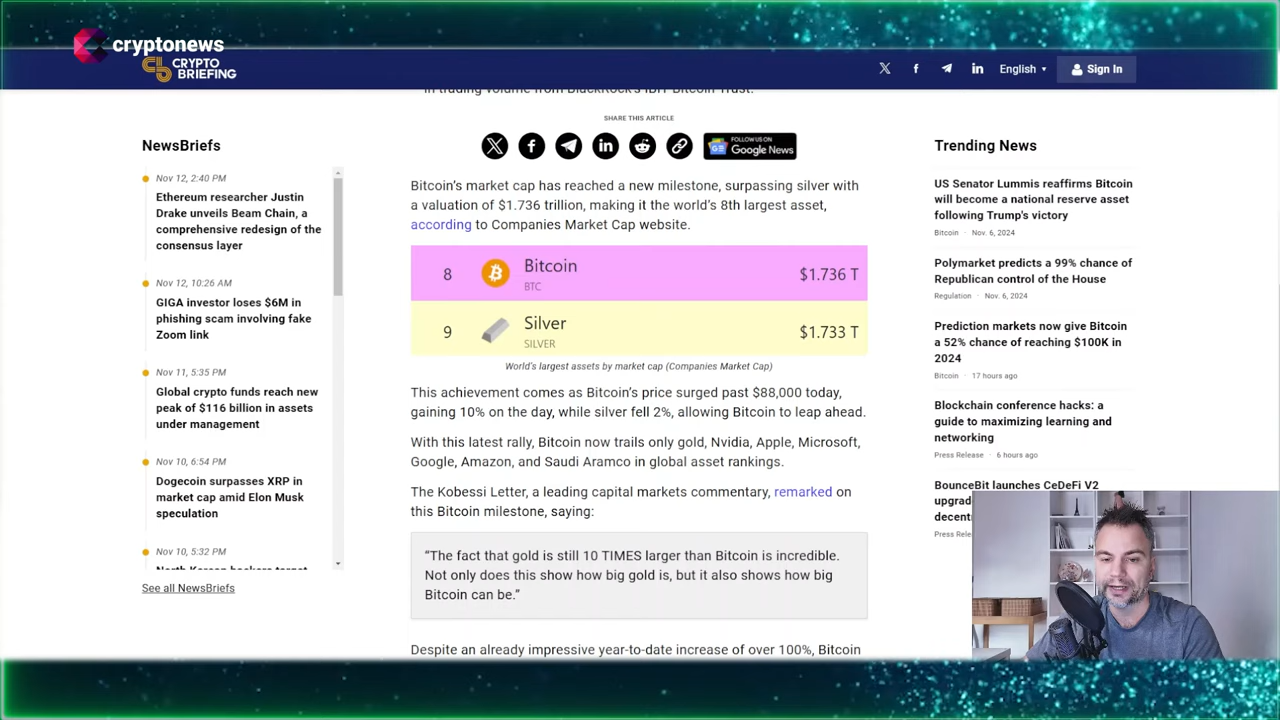 cryptonews
CRYPTO
BRIEFING
English
Sign In
in trading volume from BlackRock's IBIT Bitcoin Trust.
SHARE THIS ARTICLE
FOLLOW US ON
Google News
NewsBriefs
Nov 12, 2:40 PM
Ethereum researcher Justin
Drake unveils Beam Chain, a
comprehensive redesign of the
consensus layer
Nov 12, 10:26 AM
GIGA investor loses $6M in
phishing scam involving fake
Zoom link
Nov 11, 5:35 PM
Global crypto funds reach new
peak of $116 billion in assets
under management
Nov 10, 6:54 PM
Dogecoin surpasses XRP in
market cap amid Elon Musk
speculation
Nov 10, 5:32 PM
North Korean hackers target
See all NewsBriefs
Bitcoin’s market cap has reached a new milestone, surpassing silver with
a valuation of $1.736 trillion, making it the world’s 8th largest asset,
according to Companies Market Cap website.
8 Bitcoin $1.736 T
BTC
9 Silver $1.733 T
SILVER
World’s largest assets by market cap (Companies Market Cap)
This achievement comes as Bitcoin’s price surged past $88,000 today,
gaining 10% on the day, while silver fell 2%, allowing Bitcoin to leap ahead.
With this latest rally, Bitcoin now trails only gold, Nvidia, Apple, Microsoft,
Google, Amazon, and Saudi Aramco in global asset rankings.
The Kobessi Letter, a leading capital markets commentary, remarked on
this Bitcoin milestone, saying:
“The fact that gold is still 10 TIMES larger than Bitcoin is incredible.
Not only does this show how big gold is, but it also shows how big
Bitcoin can be.”
Despite an already impressive year-to-date increase of over 100%, Bitcoin
Trending News
US Senator Lummis reaffirms Bitcoin
will become a national reserve asset
following Trump's victory
Bitcoin Nov. 6, 2024
Polymarket predicts a 99% chance of
Republican control of the House
Regulation Nov. 6, 2024
Prediction markets now give Bitcoin
a 52% chance of reaching $100K in
2024
Bitcoin 17 hours ago
Blockchain conference hacks: a
guide to maximizing learning and
networking
Press Release 6 hours ago
BounceBit launches CeDeFi V2